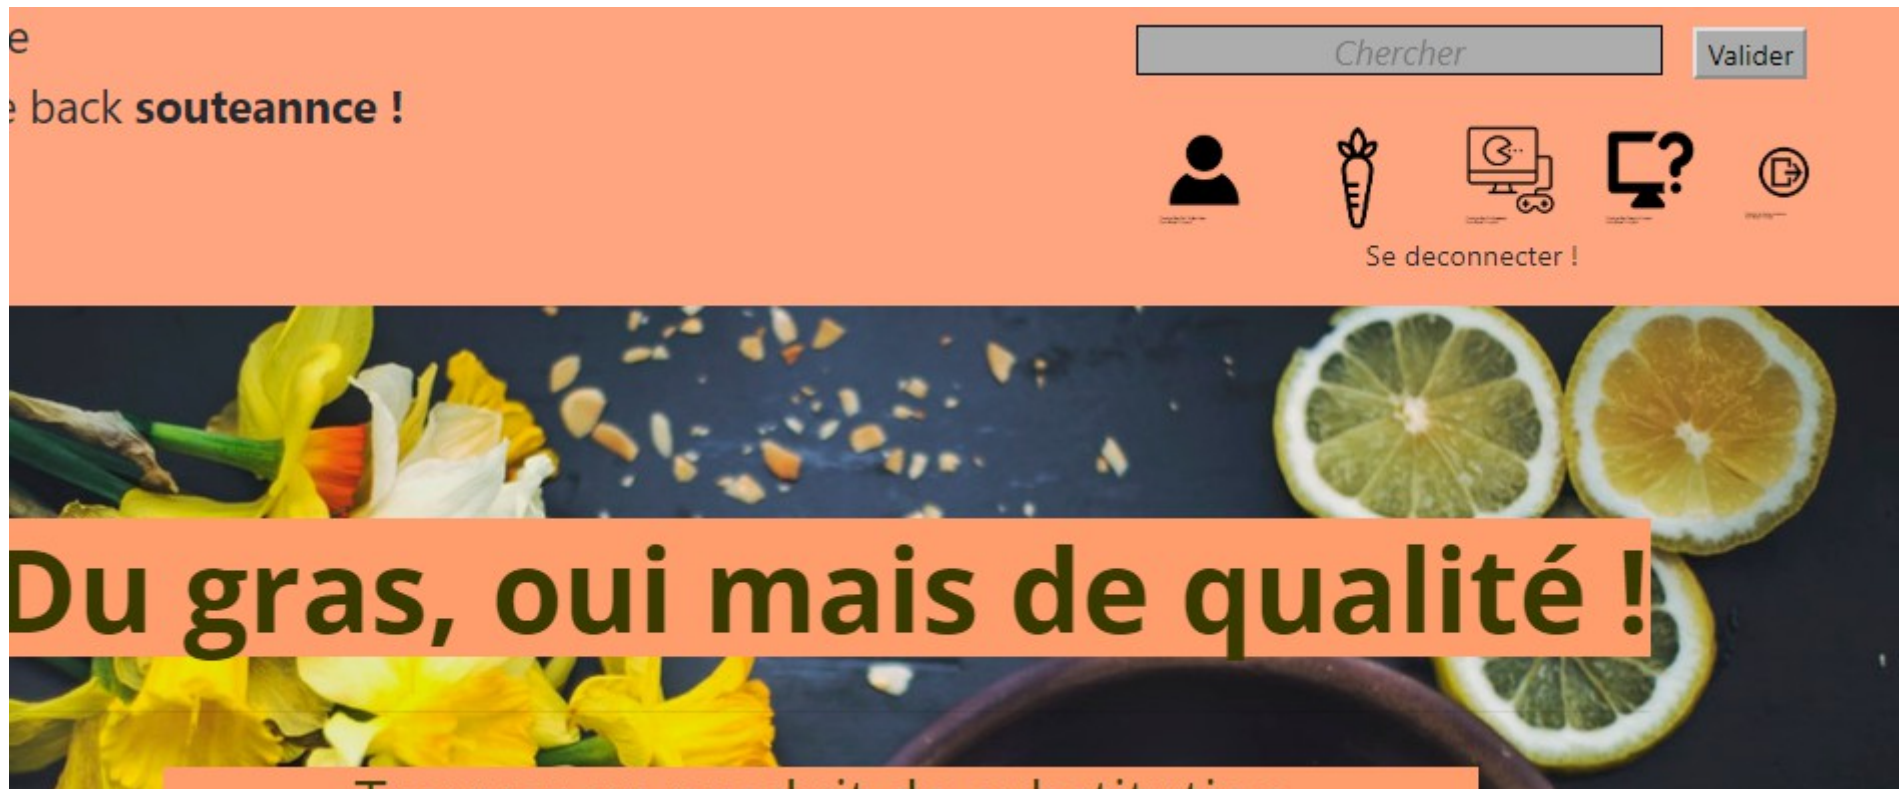 e
back souteannce !
Chercher
Valider
Se deconnecter !
Du gras, oui mais de qualité !